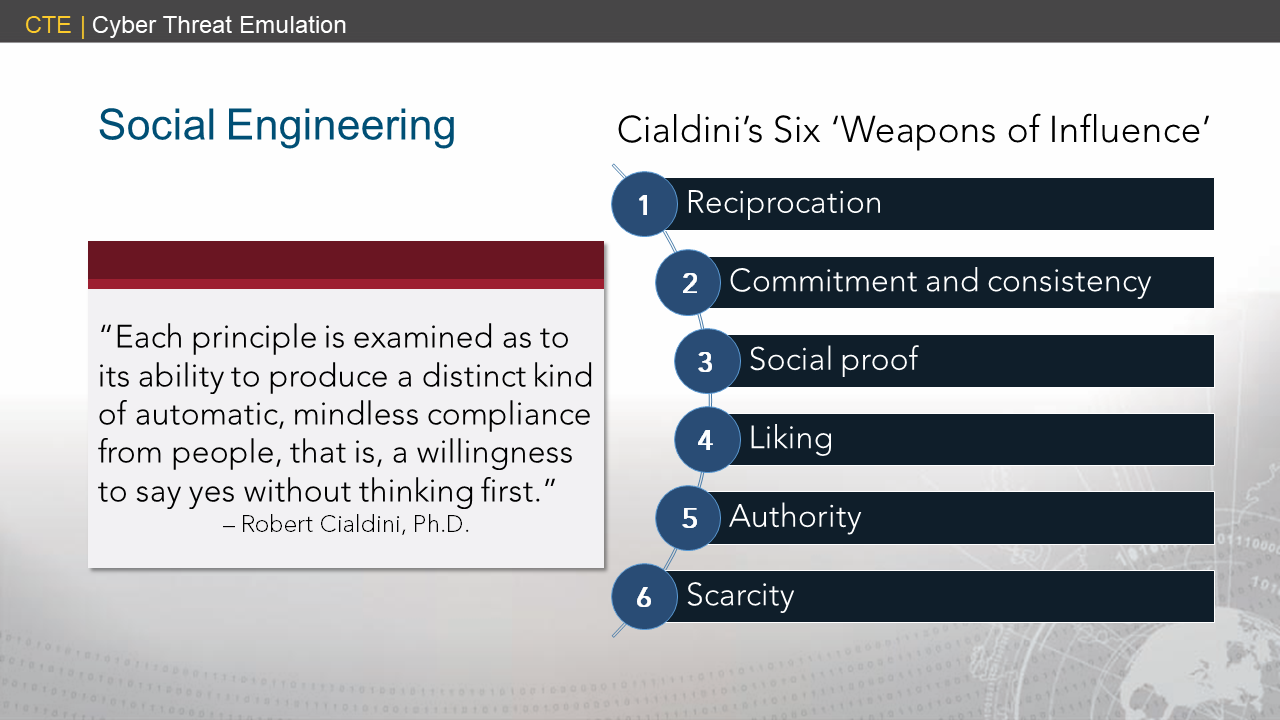 CTE | Cyber Threat Emulation
Social Engineering
“Each principle is examined as to
its ability to produce a distinct kind
of automatic, mindless compliance
from people, that is, a willingness
to say yes without thinking first.”
– Robert Cialdini, Ph.D.
Cialdini’s Six ‘Weapons of Influence’
1 Reciprocation
2 Commitment and consistency
3 Social proof
4 Liking
5 Authority
6 Scarcity